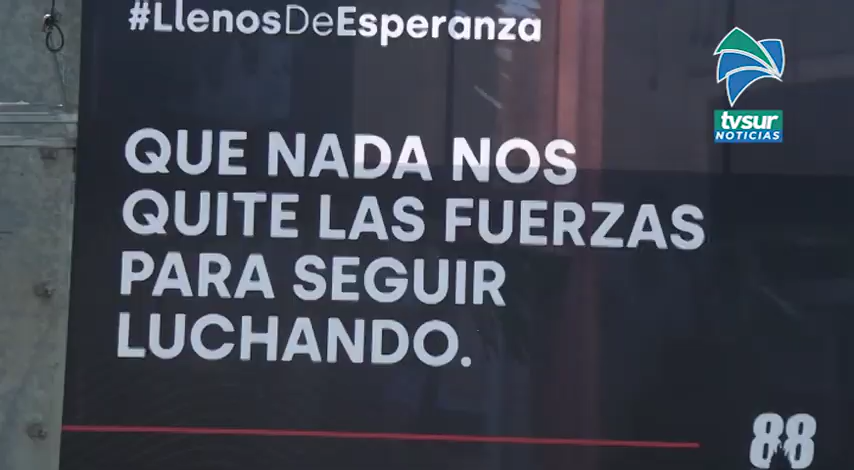 #LlenosDeEsperanza
tvsur
NOTICIAS
QUE NADA NOS
QUITE LAS FUERZAS
PARA SEGUIR
LUCHANDO.
88